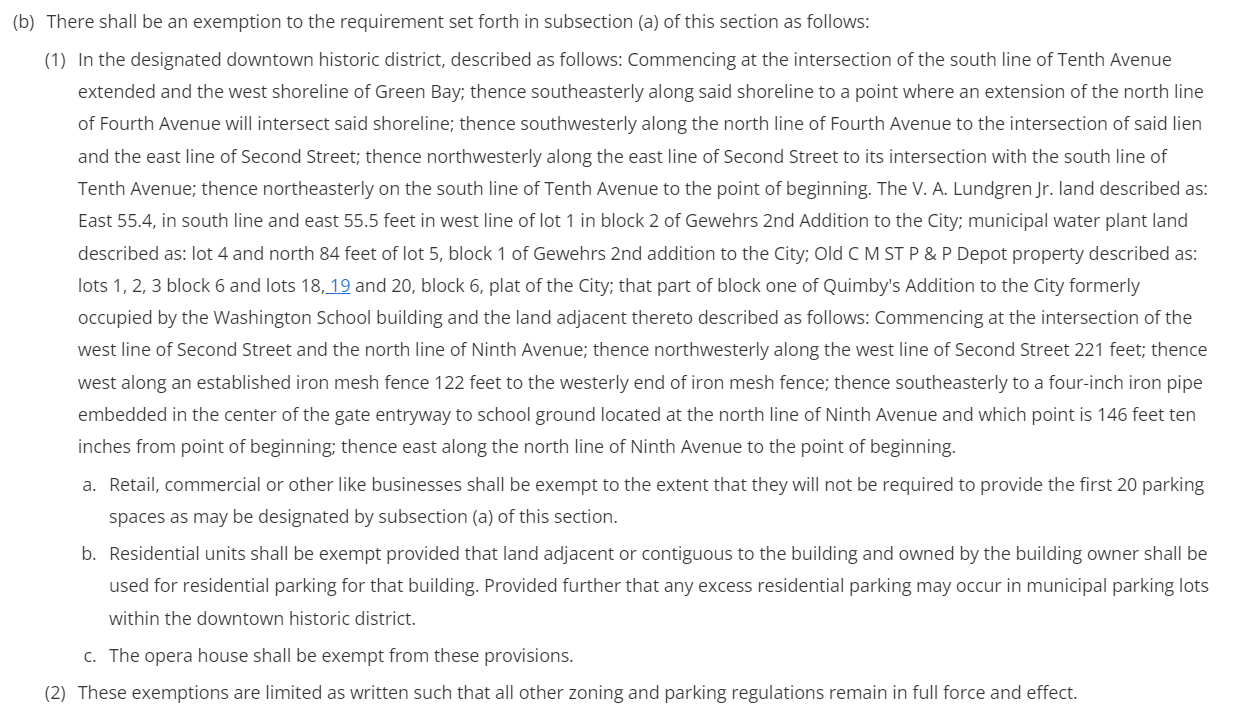 (b) There shall be an exemption to the requirement set forth in subsection (a) of this section as follows:
(1) In the designated downtown historic district, described as follows: Commencing at the intersection of the south line of Tenth Avenue
extended and the west shoreline of Green Bay; thence southeasterly along said shoreline to a point where an extension of the north line
of Fourth Avenue will intersect said shoreline; thence southwesterly along the north line of Fourth Avenue to the intersection of said lien
and the east line of Second Street; thence northwesterly along the east line of Second Street to its intersection with the south line of
Tenth Avenue; thence northeasterly on the south line of Tenth Avenue to the point of beginning. The V. A. Lundgren Jr. land described as:
East 55.4, in south line and east 55.5 feet in west line of lot 1 in block 2 of Gewehrs 2nd Addition to the City; municipal water plant land
described as: lot 4 and north 84 feet of lot 5, block 1 of Gewehrs 2nd addition to the City; Old C M ST P & P Depot property described as:
lots 1, 2, 3 block 6 and lots 18, 19 and 20, block 6, plat of the City; that part of block one of Quimby's Addition to the City formerly
occupied by the Washington School building and the land adjacent thereto described as follows: Commencing at the intersection of the
west line of Second Street and the north line of Ninth Avenue; thence northwesterly along the west line of Second Street 221 feet; thence
west along an established iron mesh fence 122 feet to the westerly end of iron mesh fence; thence southeasterly to a four-inch iron pipe
embedded in the center of the gate entryway to school ground located at the north line of Ninth Avenue and which point is 146 feet ten
inches from point of beginning; thence east along the north line of Ninth Avenue to the point of beginning.
a. Retail, commercial or other like businesses shall be exempt to the extent that they will not be required to provide the first 20 parking
spaces as may be designated by subsection (a) of this section.
b. Residential units shall be exempt provided that land adjacent or contiguous to the building and owned by the building owner shall be
used for residential parking for that building. Provided further that any excess residential parking may occur in municipal parking lots
within the downtown historic district.
c. The opera house shall be exempt from these provisions.
(2) These exemptions are limited as written such that all other zoning and parking regulations remain in full force and effect.